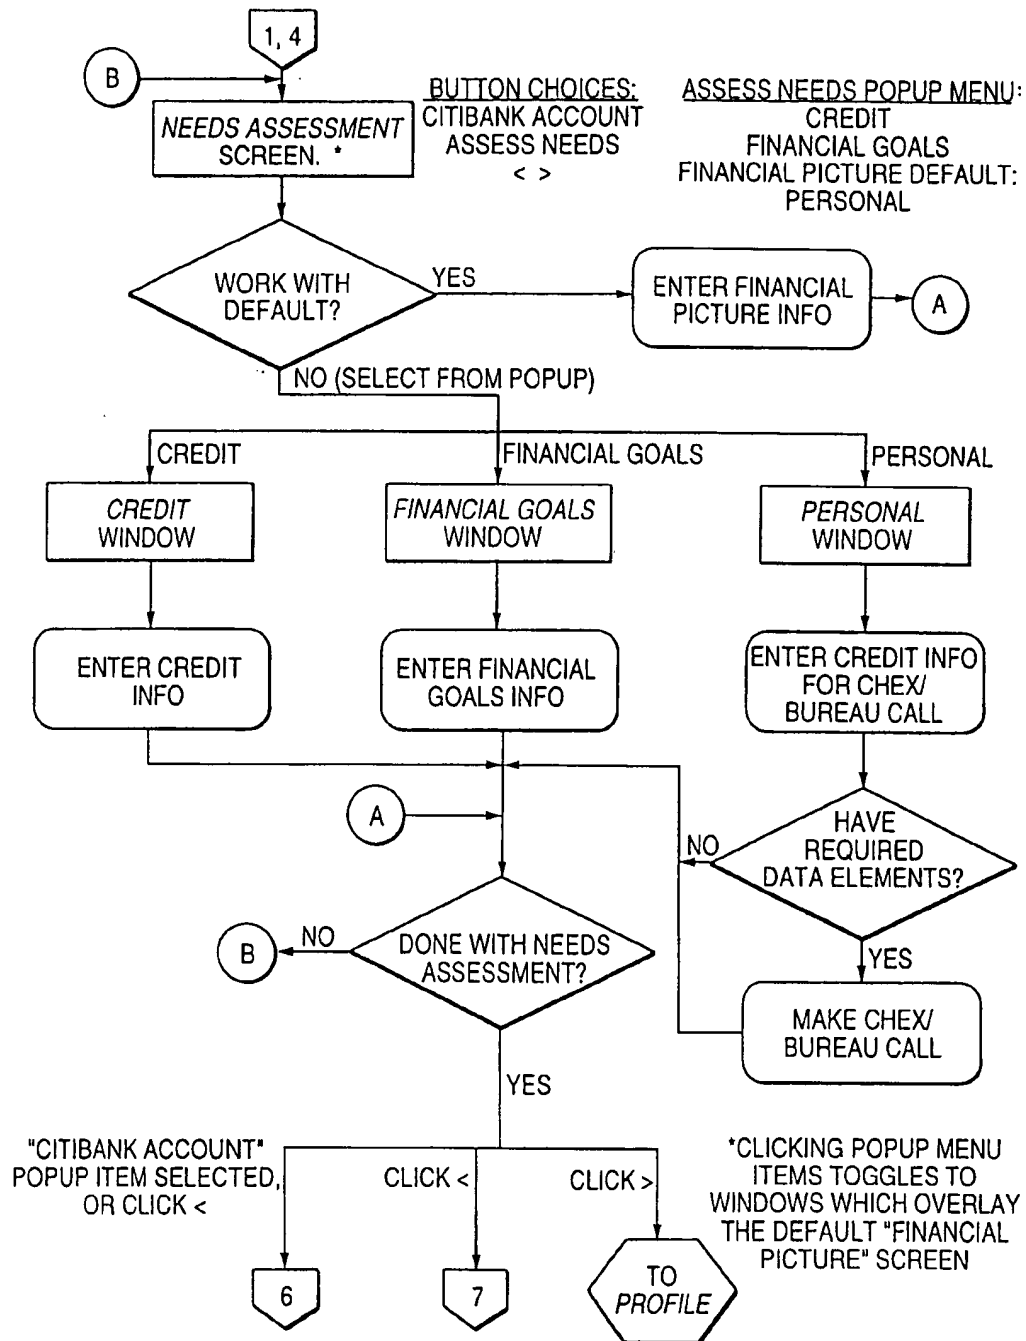 1, 4
B
BUTTON CHOICES:
CITIBANK ACCOUNT
ASSESS NEEDS
< >
ASSESS NEEDS POPUP MENU:
CREDIT
FINANCIAL GOALS
FINANCIAL PICTURE DEFAULT:
PERSONAL
NEEDS ASSESSMENT
SCREEN. *
WORK WITH
DEFAULT?
YES
ENTER FINANCIAL
PICTURE INFO
A
NO (SELECT FROM POPUP)
CREDIT
FINANCIAL GOALS
PERSONAL
CREDIT
WINDOW
FINANCIAL GOALS
WINDOW
PERSONAL
WINDOW
ENTER CREDIT
INFO
ENTER FINANCIAL
GOALS INFO
ENTER CREDIT INFO
FOR CHEX/
BUREAU CALL
A
HAVE
REQUIRED
DATA ELEMENTS?
NO
YES
B
NO
DONE WITH NEEDS
ASSESSMENT?
MAKE CHEX/
BUREAU CALL
YES
"CITIBANK ACCOUNT"
POPUP ITEM SELECTED,
OR CLICK <
CLICK <
CLICK >
*CLICKING POPUP MENU
ITEMS TOGGLES TO
WINDOWS WHICH OVERLAY
THE DEFAULT "FINANCIAL
PICTURE" SCREEN
6
7
TO
PROFILE